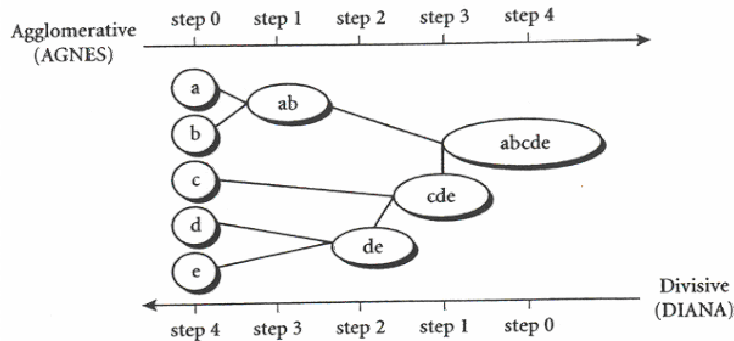 step 0 step 1 step 2 step 3 step 4
Agglomerative
(AGNES)
a
ab
b
abcde
c
cde
d
de
e
Divisive
(DIANA)
step 4 step 3 step 2 step 1 step 0